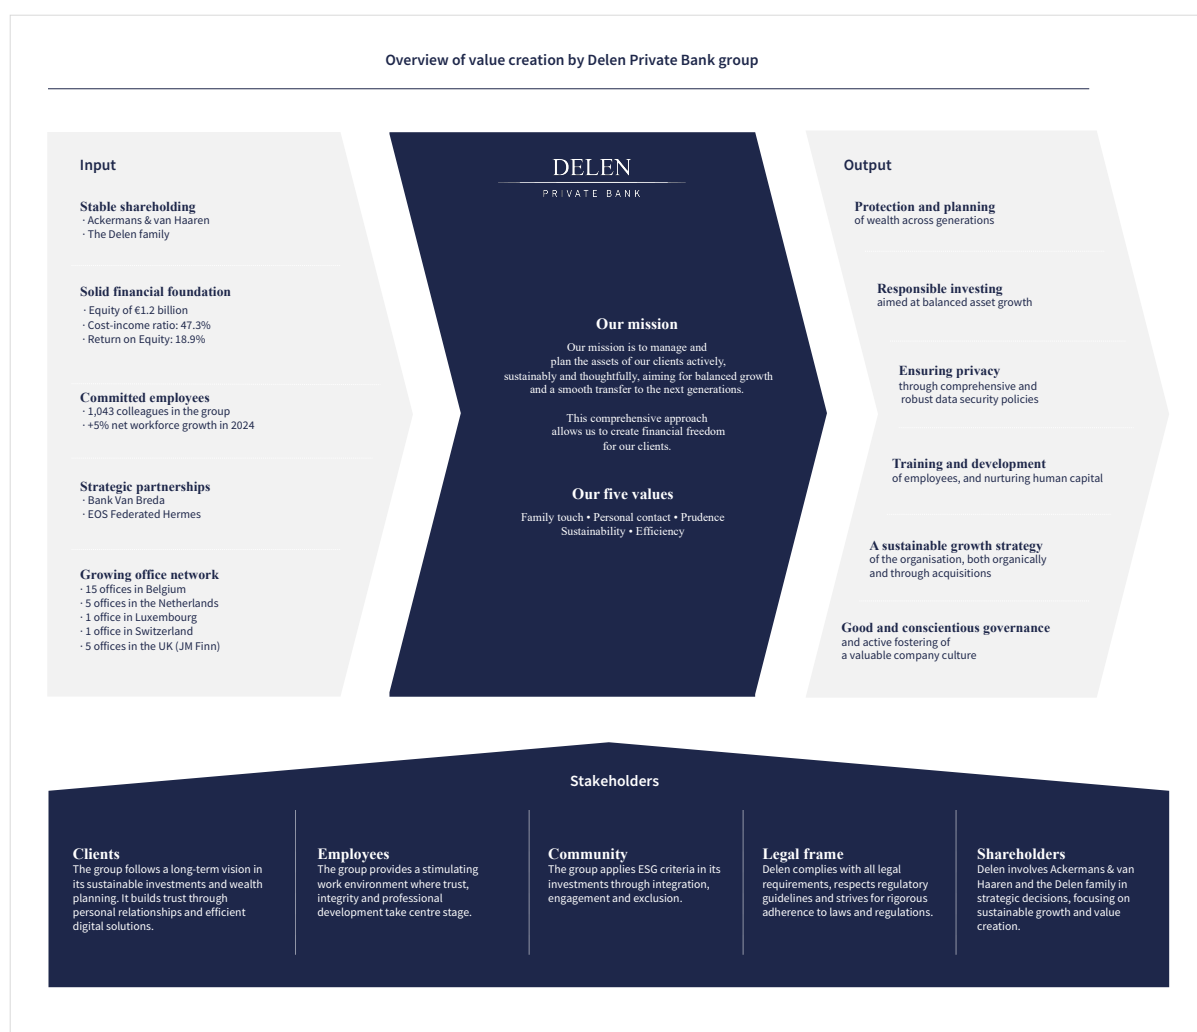 Overview of value creation by Delen Private Bank group
Input
Stable shareholding
· Ackermans & van Haaren
· The Delen family
Solid financial foundation
· Equity of €1.2 billion
· Cost-income ratio: 47.3%
· Return on Equity: 18.9%
Committed employees
· 1,043 colleagues in the group
· +5% net workforce growth in 2024
Strategic partnerships
· Bank Van Breda
· EOS Federated Hermes
Growing office network
· 15 offices in Belgium
· 5 offices in the Netherlands
· 1 office in Luxembourg
· 1 office in Switzerland
· 5 offices in the UK (JM Finn)
DELEN
PRIVATE BANK
Our mission
Our mission is to manage and
plan the assets of our clients actively,
sustainably and thoughtfully, aiming for balanced growth
and a smooth transfer to the next generations.
This comprehensive approach
allows us to create financial freedom
for our clients.
Our five values
Family touch • Personal contact • Prudence
Sustainability • Efficiency
Output
Protection and planning
of wealth across generations
Responsible investing
aimed at balanced asset growth
Ensuring privacy
through comprehensive and
robust data security policies
Training and development
of employees, and nurturing human capital
A sustainable growth strategy
of the organisation, both organically
and through acquisitions
Good and conscientious governance
and active fostering of
a valuable company culture
Stakeholders
Clients
The group follows a long-term vision in
its sustainable investments and wealth
planning. It builds trust through
personal relationships and efficient
digital solutions.
Employees
The group provides a stimulating
work environment where trust,
integrity and professional
development take centre stage.
Community
The group applies ESG criteria in its
investments through integration,
engagement and exclusion.
Legal frame
Delen complies with all legal
requirements, respects regulatory
guidelines and strives for rigorous
adherence to laws and regulations.
Shareholders
Delen involves Ackermans & van
Haaren and the Delen family in
strategic decisions, focusing on
sustainable growth and value
creation.